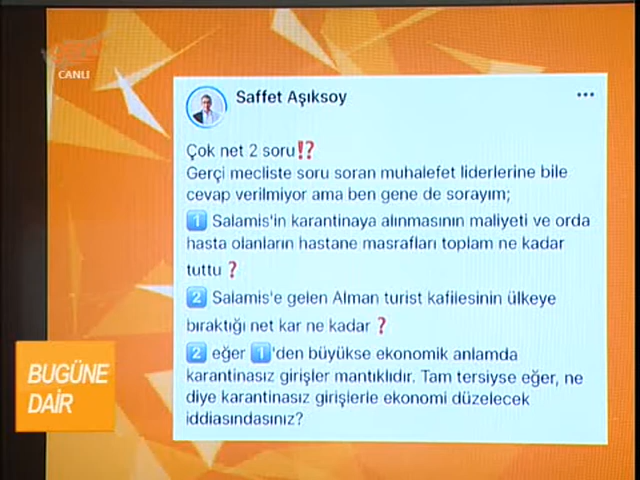 CANLI
Saffet Aşıksoy
Çok net 2 soru⁉️
Gerçi mecliste soru soran muhalefet liderlerine bile
cevap verilmiyor ama ben gene de sorayım;
1️⃣ Salamis'in karantinaya alınmasının maliyeti ve orda
hasta olanların hastane masrafları toplam ne kadar
tuttu ❓
2️⃣ Salamis'e gelen Alman turist kafilesinin ülkeye
bıraktığı net kar ne kadar ❓
2️⃣ eğer 1️⃣'den büyükse ekonomik anlamda
karantinasız girişler mantıklıdır. Tam tersiyse eğer, ne
diye karantinasız girişlerle ekonomi düzelecek
iddiasındasınız?
BUGÜNE
DAİR